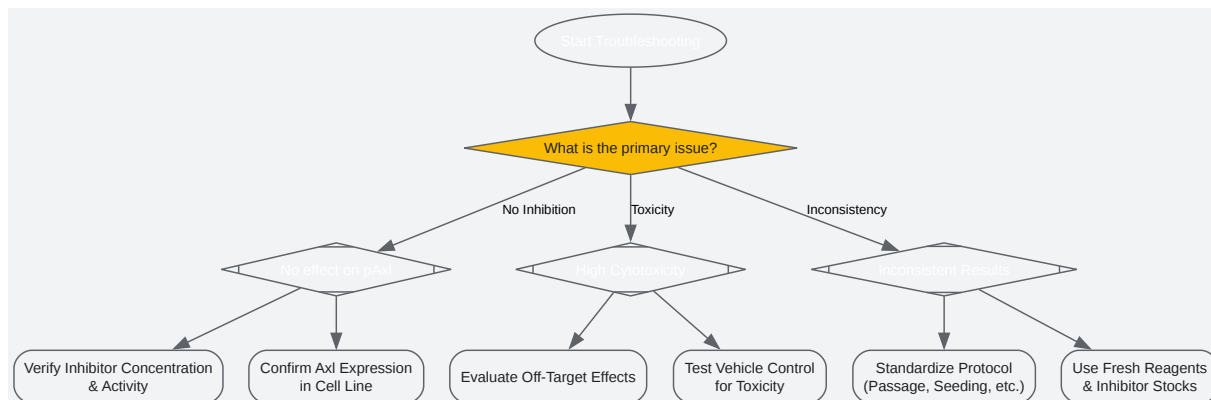 Start Troubleshooting
What is the primary issue?
No Inhibition
Toxicity
Inconsistency
No effect on pAxl
High Cytotoxicity
Inconsistent Results
Verify Inhibitor Concentration
& Activity
Confirm Axl Expression
in Cell Line
Evaluate Off-Target Effects
Test Vehicle Control
for Toxicity
Standardize Protocol
(Passage, Seeding, etc.)
Use Fresh Reagents
& Inhibitor Stocks